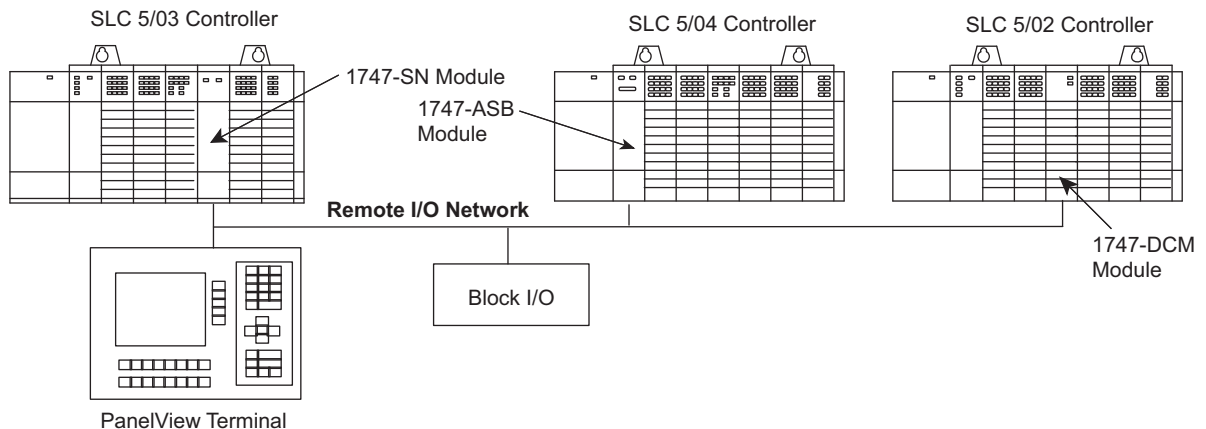 SLC 5/03 Controller
SLC 5/04 Controller
SLC 5/02 Controller
1747-SN Module
1747-ASB
Module
Remote I/O Network
1747-DCM
Module
Block I/O
PanelView Terminal